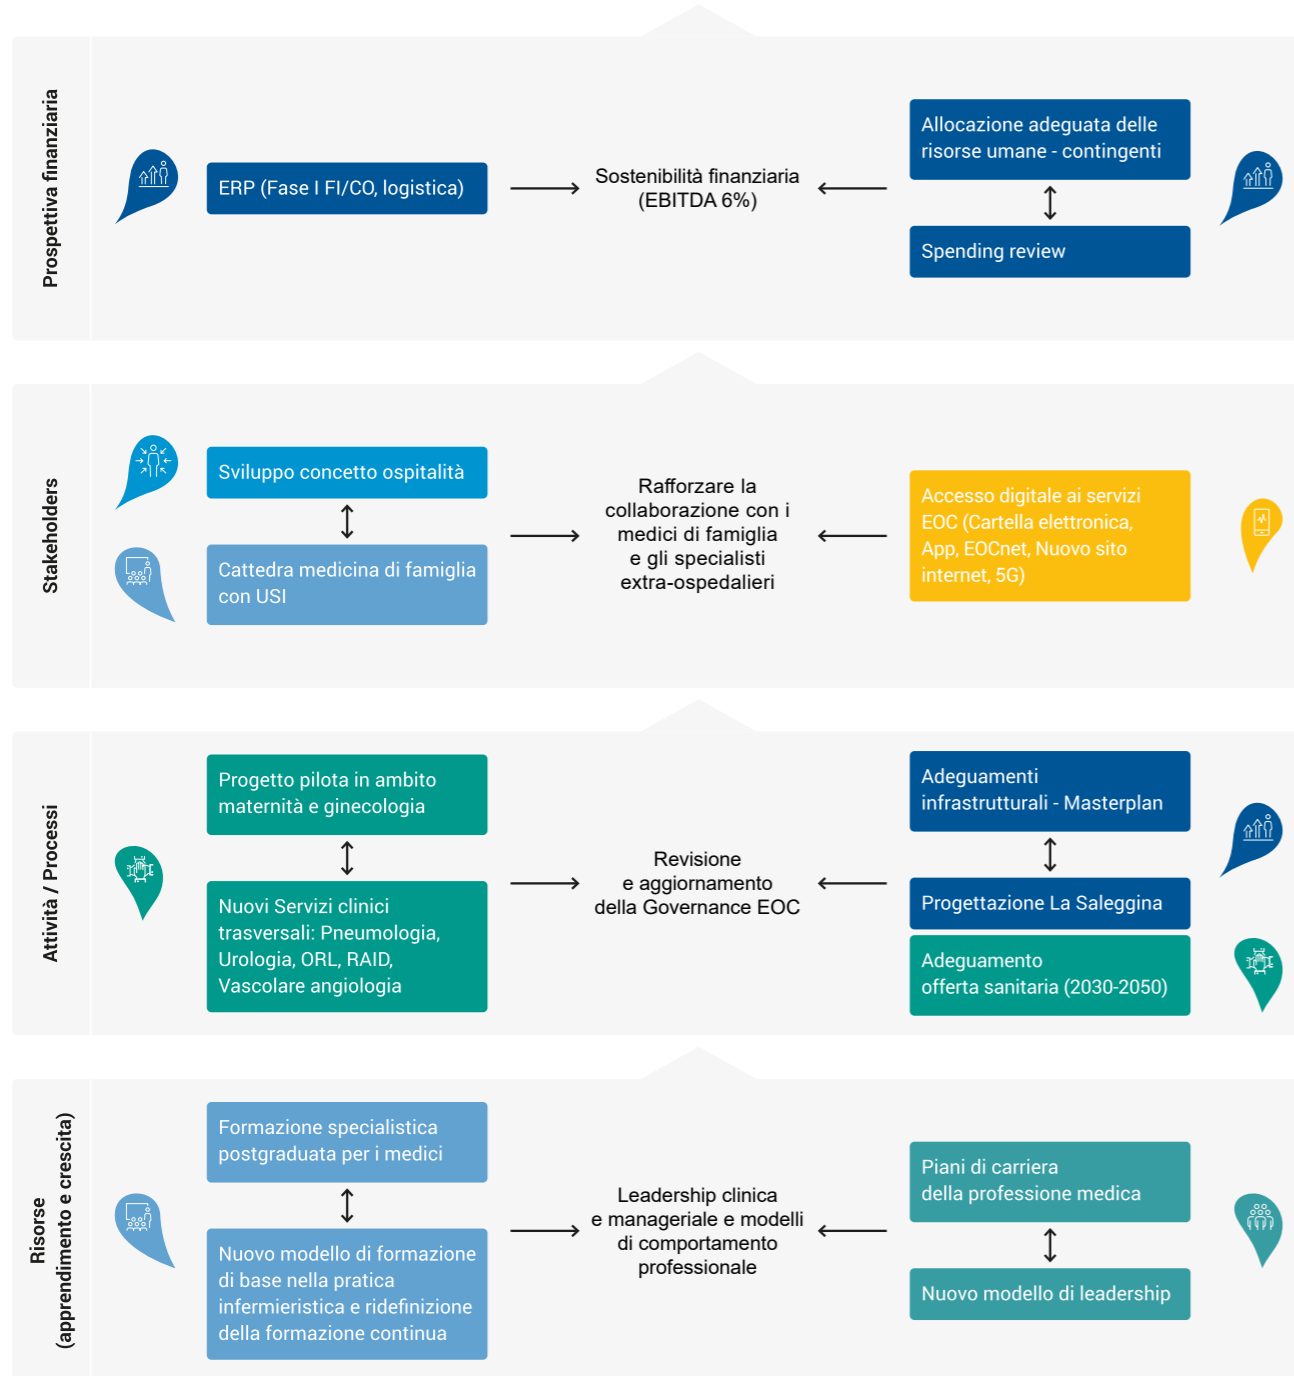 Prospettiva finanziaria
ERP (Fase I FI/CO, logistica)
Sostenibilità finanziaria
(EBITDA 6%)
Allocazione adeguata delle
risorse umane - contingenti
Spending review
Stakeholders
Sviluppo concetto ospitalità
Cattedra medicina di famiglia
con USI
Rafforzare la
collaborazione con i
medici di famiglia
e gli specialisti
extra-ospedalieri
Accesso digitale ai servizi
EOC (Cartella elettronica,
App, EOCnet, Nuovo sito
internet, 5G)
Attività / Processi
Progetto pilota in ambito
maternità e ginecologia
Nuovi Servizi clinici
trasversali: Pneumologia,
Urologia, ORL, RAID,
Vascolare angiologia
Revisione
e aggiornamento
della Governance EOC
Adeguamenti
infrastrutturali - Masterplan
Progettazione La Saleggina
Adeguamento
offerta sanitaria (2030-2050)
Risorse
(apprendimento e crescita)
Formazione specialistica
postgraduata per i medici
Nuovo modello di formazione
di base nella pratica
infermieristica e ridefinizione
della formazione continua
Leadership clinica
e manageriale e modelli
di comportamento
professionale
Piani di carriera
della professione medica
Nuovo modello di leadership